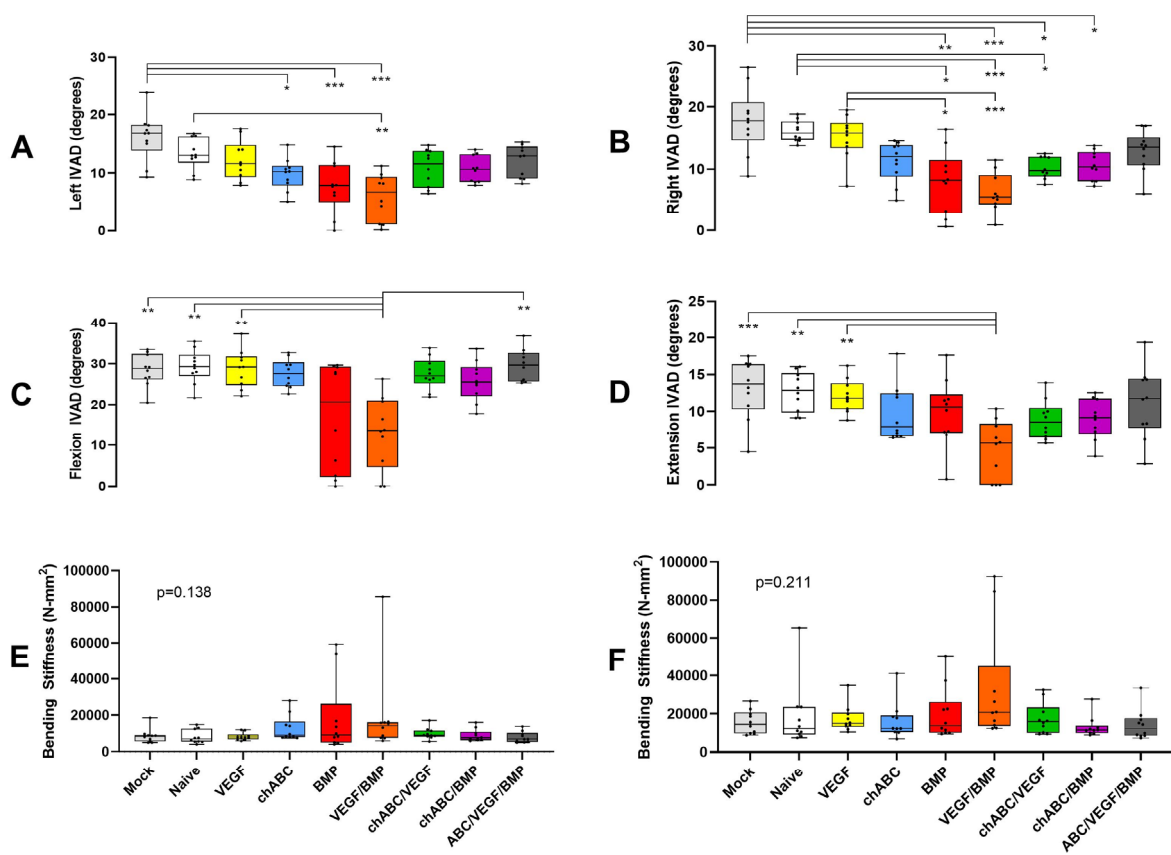 A
Left IVAD (degrees)
30
20
10
0
*
***
***
**
B
Right IVAD (degrees)
30
20
10
0
**
***
*
*
*
***
*
*
***
C
Flexion IVAD (degrees)
40
30
20
10
0
**
**
**
**
D
Extension IVAD (degrees)
25
20
15
10
5
0
***
**
**
E
Bending Stiffness (N-mm²)
100000
80000
60000
40000
20000
0
p=0.138
Mock
Naive
VEGF
chABC
BMP
VEGF/BMP
chABC/VEGF
chABC/BMP
ABC/VEGF/BMP
F
Bending Stiffness (N-mm²)
100000
80000
60000
40000
20000
0
p=0.211
Mock
Naive
VEGF
chABC
BMP
VEGF/BMP
chABC/VEGF
chABC/BMP
ABC/VEGF/BMP